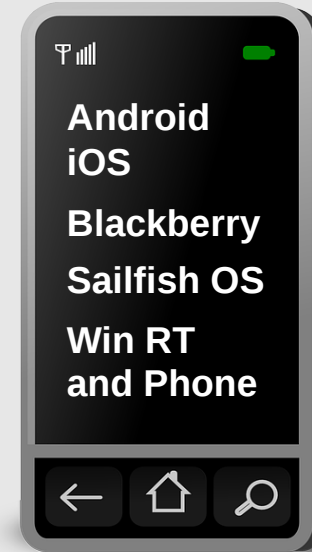 Android
iOS
Blackberry
Sailfish OS
Win RT
and Phone